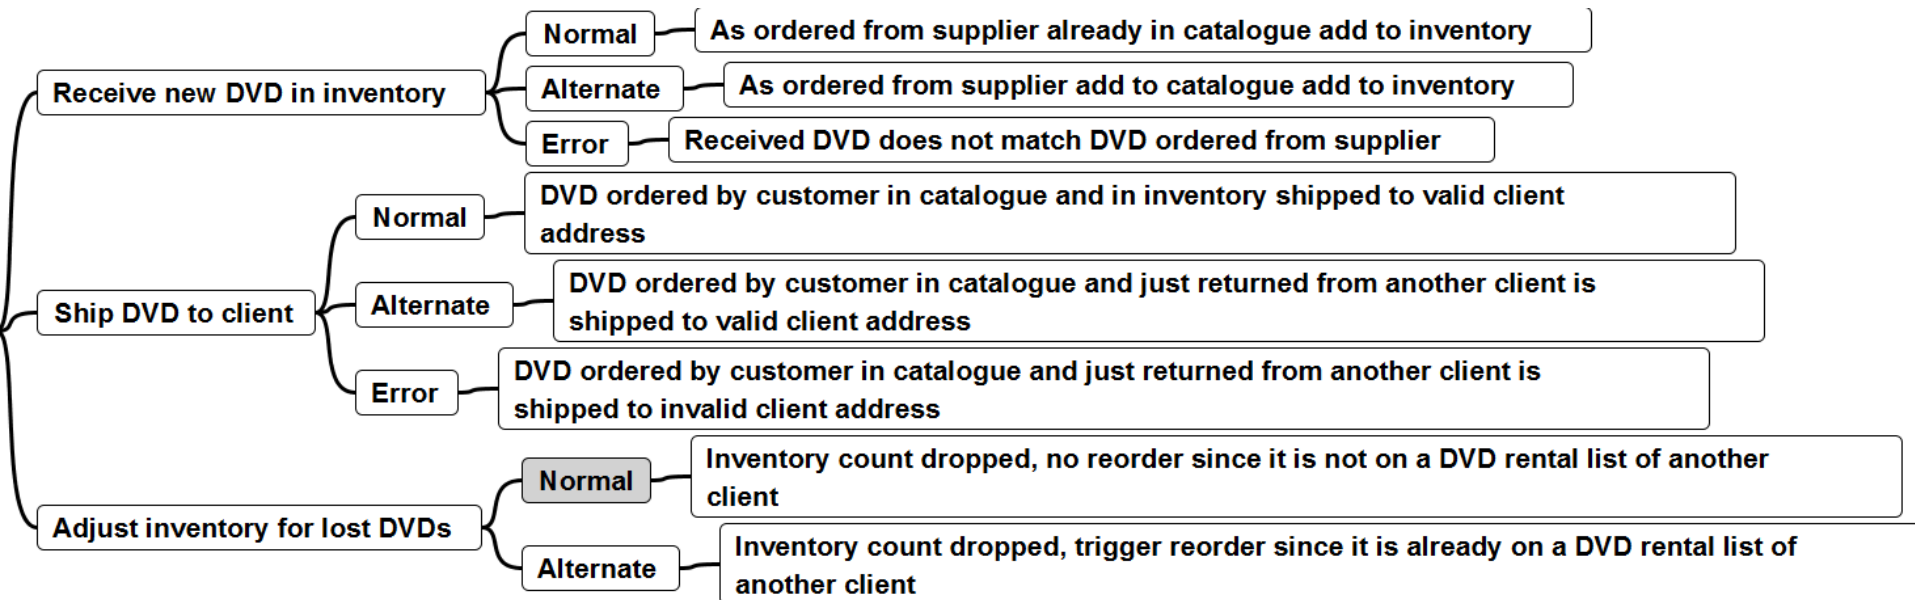 Receive new DVD in inventory
Normal
As ordered from supplier already in catalogue add to inventory
Alternate
As ordered from supplier add to catalogue add to inventory
Error
Received DVD does not match DVD ordered from supplier
Ship DVD to client
Normal
DVD ordered by customer in catalogue and in inventory shipped to valid client
address
Alternate
DVD ordered by customer in catalogue and just returned from another client is
shipped to valid client address
Error
DVD ordered by customer in catalogue and just returned from another client is
shipped to invalid client address
Adjust inventory for lost DVDs
Normal
Inventory count dropped, no reorder since it is not on a DVD rental list of another
client
Alternate
Inventory count dropped, trigger reorder since it is already on a DVD rental list of
another client